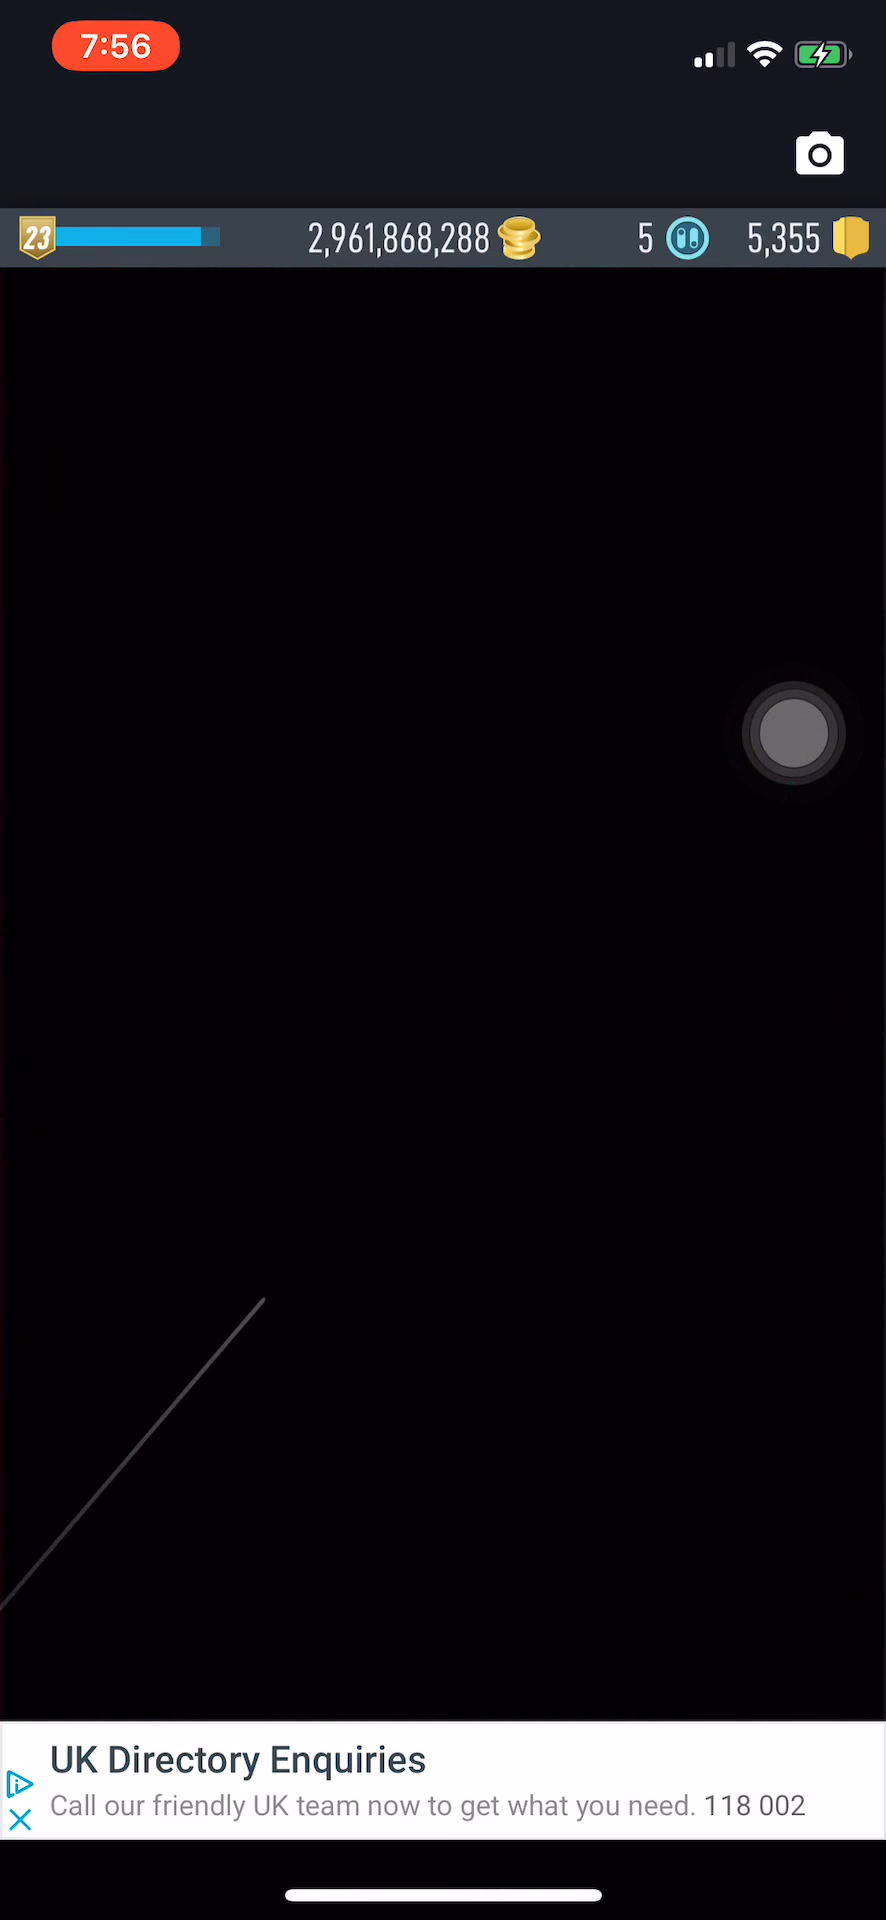 7:56
23 2,961,868,288 5 5,355
UK Directory Enquiries
Call our friendly UK team now to get what you need. 118 002